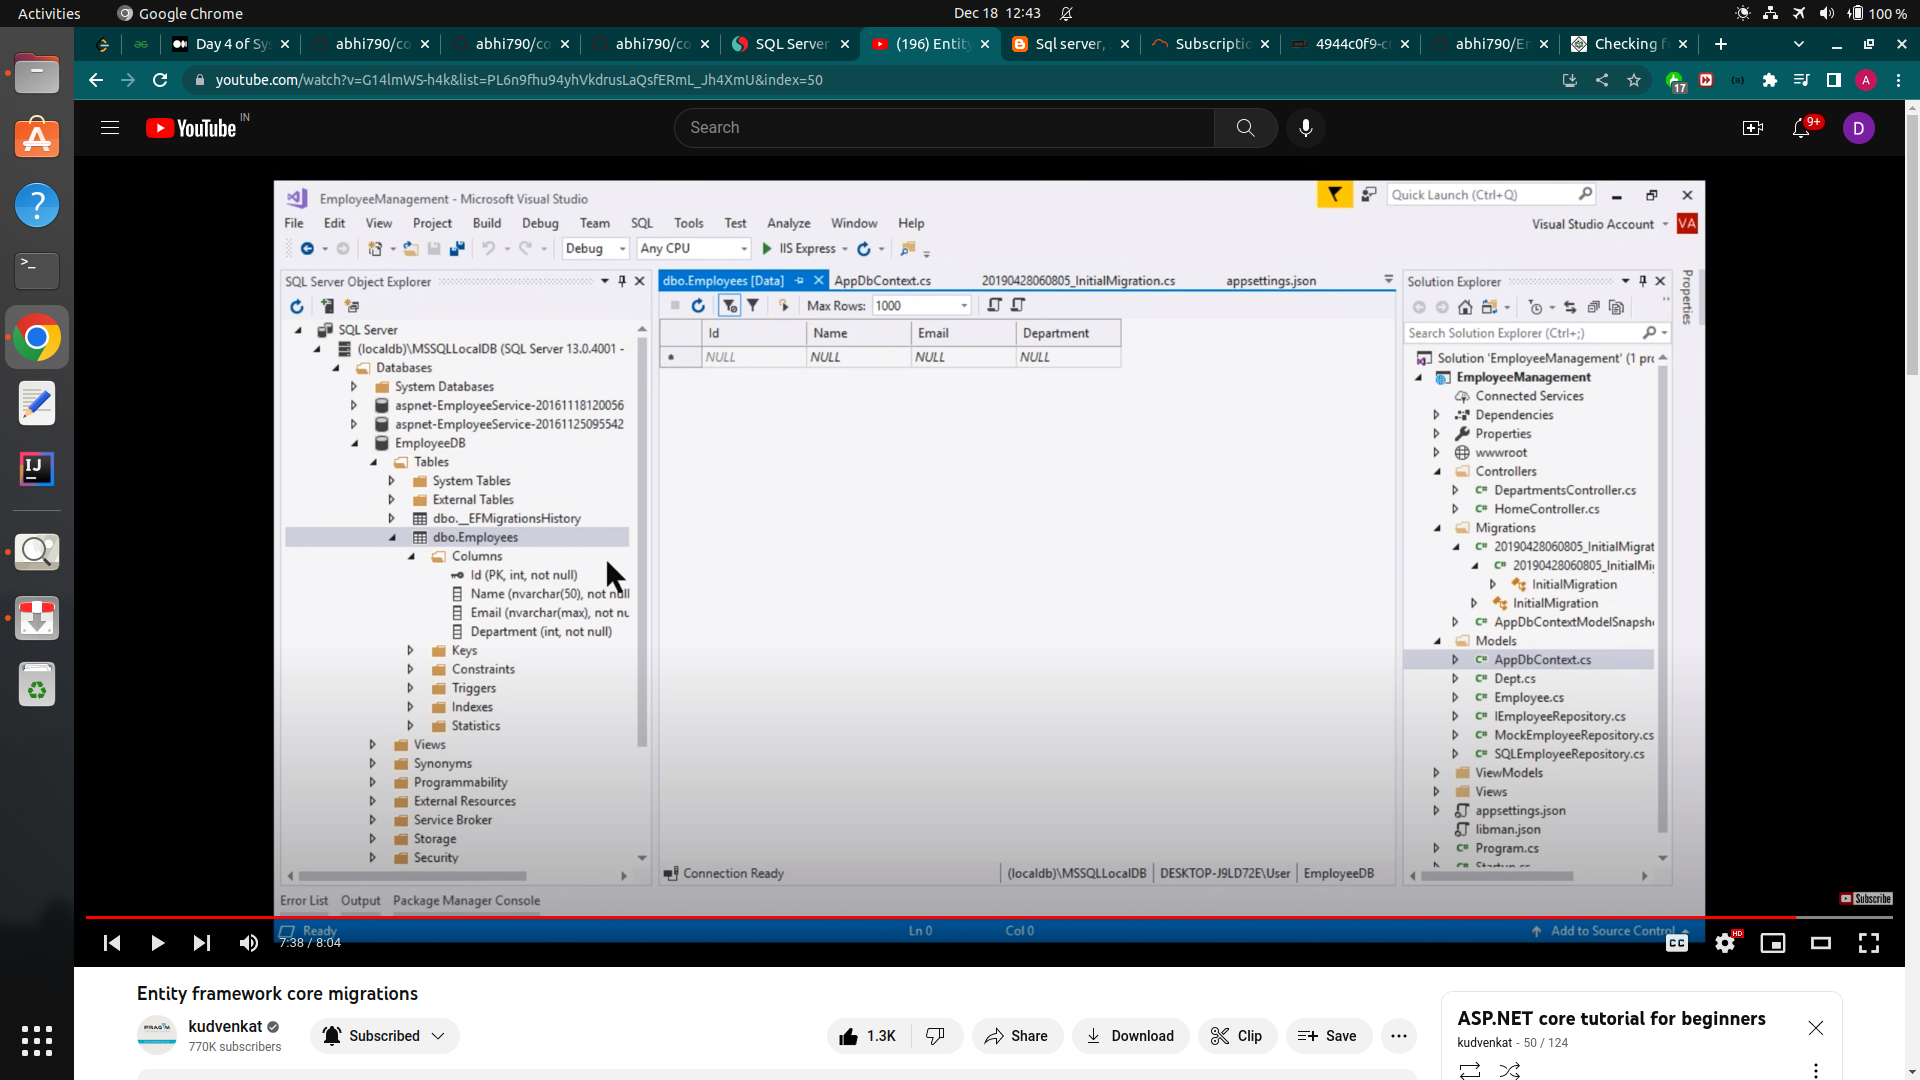 Activities
Google Chrome
Dec 18 12:43
100 %
Day 4 of Sy
abhi790/co
abhi790/co
abhi790/co
SQL Server
(196) Entity
Sql server,
Subscriptio
4944c0f9-c
abhi790/En
Checking f
youtube.com/watch?v=G14lmWS-h4k&list=PL6n9fhu94yhVkdrusLaQsfERmL_Jh4XmU&index=50
17
A
YouTube IN
Search
9+
D
EmployeeManagement - Microsoft Visual Studio
Quick Launch (Ctrl+Q)
File Edit View Project Build Debug Team SQL Tools Test Analyze Window Help
Visual Studio Account
VA
Debug
Any CPU
IIS Express
SQL Server Object Explorer
SQL Server
(localdb)\MSSQLLocalDB (SQL Server 13.0.4001 -
Databases
System Databases
aspnet-EmployeeService-20161118120056
aspnet-EmployeeService-20161125095542
EmployeeDB
Tables
System Tables
External Tables
dbo.__EFMigrationsHistory
dbo.Employees
Columns
Id (PK, int, not null)
Name (nvarchar(50), not null
Email (nvarchar(max), not nu
Department (int, not null)
Keys
Constraints
Triggers
Indexes
Statistics
Views
Synonyms
Programmability
External Resources
Service Broker
Storage
Security
dbo.Employees [Data]
AppDbContext.cs
20190428060805_InitialMigration.cs
appsettings.json
Max Rows: 1000
Id Name Email Department
NULL NULL NULL NULL
Connection Ready
(localdb)\MSSQLLocalDB
DESKTOP-J9LD72E\User
EmployeeDB
Solution Explorer
Search Solution Explorer (Ctrl+;)
Solution 'EmployeeManagement' (1 pro
EmployeeManagement
Connected Services
Dependencies
Properties
wwwroot
Controllers
DepartmentsController.cs
HomeController.cs
Migrations
20190428060805_InitialMigrat
20190428060805_InitialMi
InitialMigration
InitialMigration
AppDbContextModelSnapsh
Models
AppDbContext.cs
Dept.cs
Employee.cs
IEmployeeRepository.cs
MockEmployeeRepository.cs
SQLEmployeeRepository.cs
ViewModels
Views
appsettings.json
libman.json
Program.cs
Startup.cs
Properties
Error List Output Package Manager Console
Subscribe
Ready
Ln 0
Col 0
Add to Source Control
7:38 / 8:04
CC
HD
Entity framework core migrations
PRAGIM
kudvenkat
770K subscribers
Subscribed
1.3K
Share
Download
Clip
Save
ASP.NET core tutorial for beginners
kudvenkat - 50 / 124